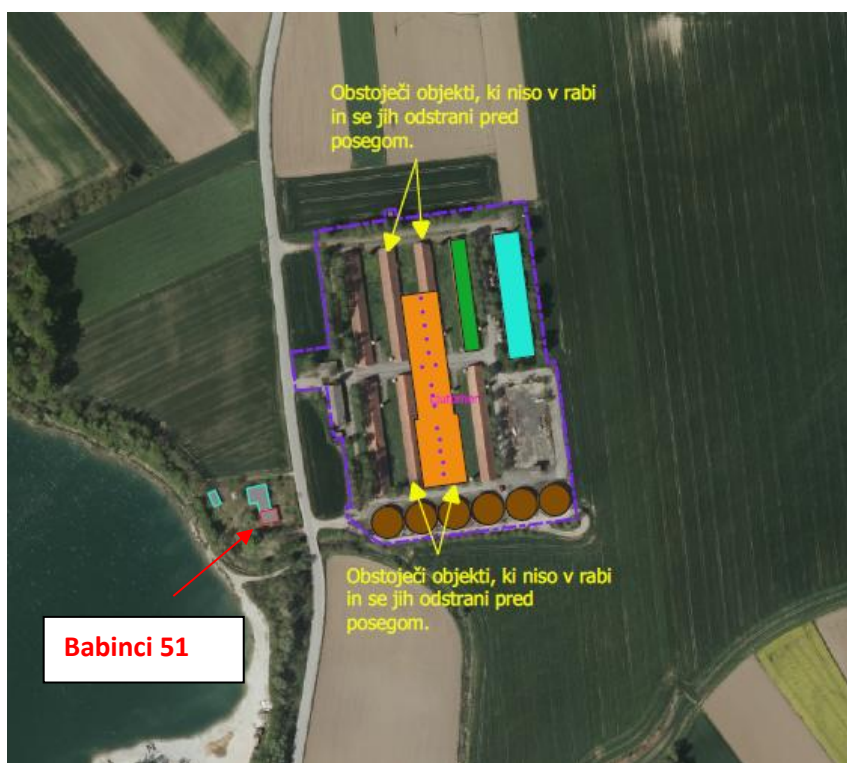 Obstoječi objekti, ki niso v rabi
in se jih odstrani pred
posegom.
Obstoječi objekti, ki niso v rabi
in se jih odstrani pred
posegom.
Babinci 51